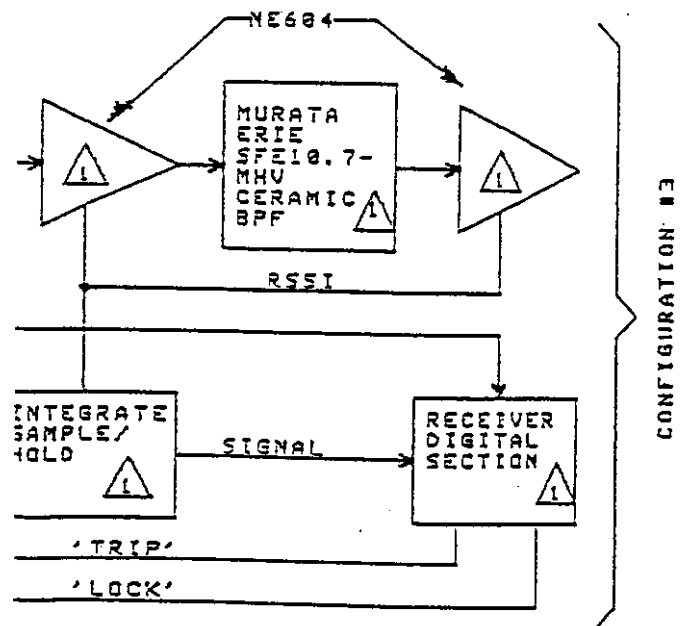 NE604
MURATA
ERIE
SFE10.7-
MHV
CERAMIC
BPF
1
1
1
RSSI
INTEGRATE
SAMPLE/
HOLD
1
SIGNAL
RECEIVER
DIGITAL
SECTION
1
'TRIP'
'LOCK'
CONFIGURATION #3